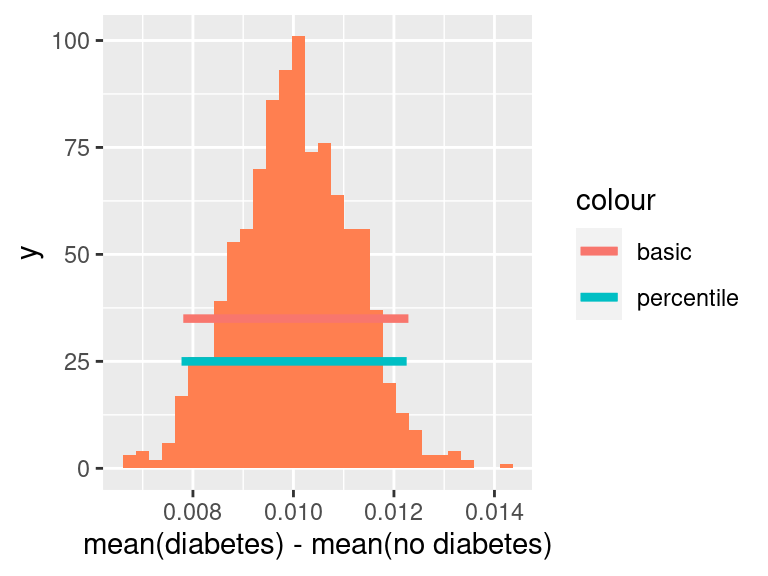 100
75
50
25
0
y
0.008 0.010 0.012 0.014
mean(diabetes) - mean(no diabetes)
colour
basic
percentile